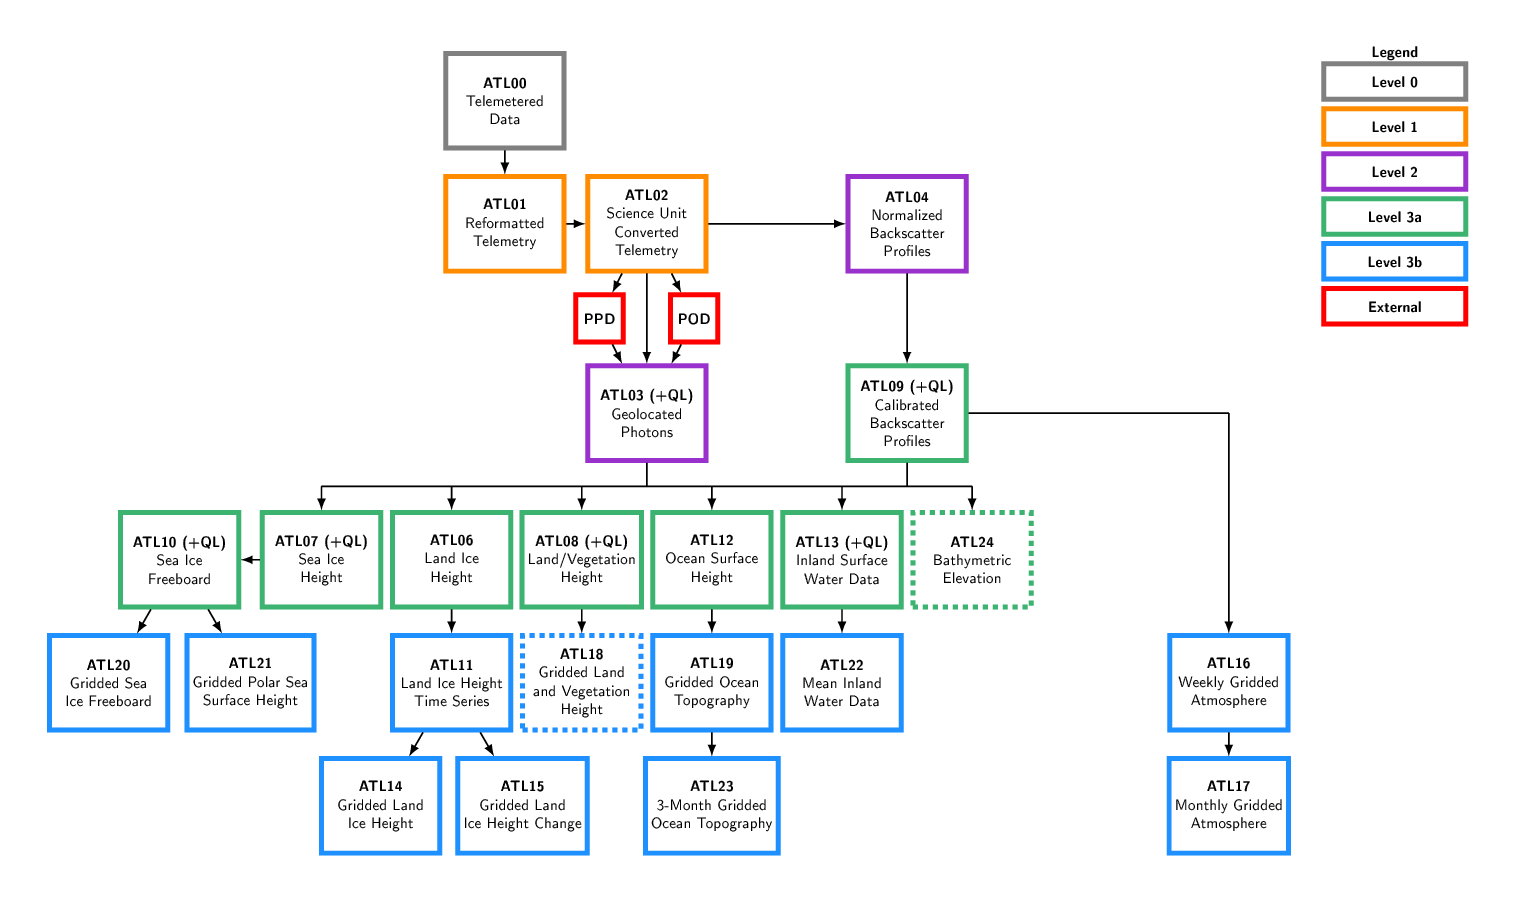 Legend
Level 0
Level 1
Level 2
Level 3a
Level 3b
External
ATL00
Telemetered
Data
ATL01
Reformatted
Telemetry
ATL02
Science Unit
Converted
Telemetry
ATL04
Normalized
Backscatter
Profiles
PPD
POD
ATL03 (+QL)
Geolocated
Photons
ATL09 (+QL)
Calibrated
Backscatter
Profiles
ATL10 (+QL)
Sea Ice
Freeboard
ATL07 (+QL)
Sea Ice
Height
ATL06
Land Ice
Height
ATL08 (+QL)
Land/Vegetation
Height
ATL12
Ocean Surface
Height
ATL13 (+QL)
Inland Surface
Water Data
ATL24
Bathymetric
Elevation
ATL20
Gridded Sea
Ice Freeboard
ATL21
Gridded Polar Sea
Surface Height
ATL11
Land Ice Height
Time Series
ATL18
Gridded Land
and Vegetation
Height
ATL19
Gridded Ocean
Topography
ATL22
Mean Inland
Water Data
ATL16
Weekly Gridded
Atmosphere
ATL14
Gridded Land
Ice Height
ATL15
Gridded Land
Ice Height Change
ATL23
3-Month Gridded
Ocean Topography
ATL17
Monthly Gridded
Atmosphere